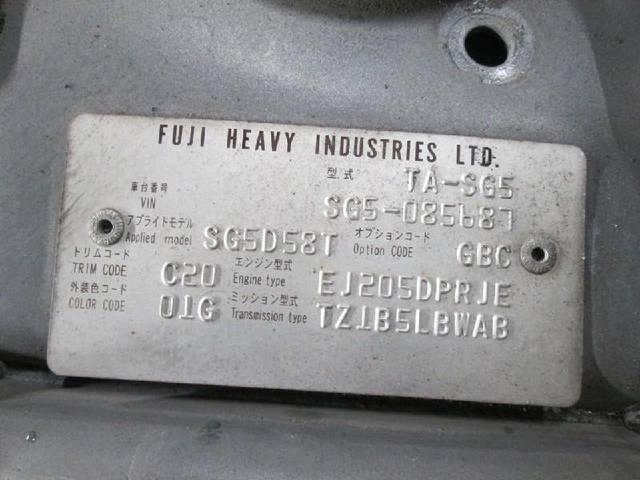 FUJI HEAVY INDUSTRIES LTD.
型式 TA-SG5
車台番号 VIN SG5-085687
アプライドモデル Applied model SG5D58T オプションコード Option CODE GBC
トリムコード TRIM CODE C20 エンジン型式 Engine type EJ205DPRJE
外装色コード COLOR CODE 01G ミッション型式 Transmission type TZ1B5LBWAB